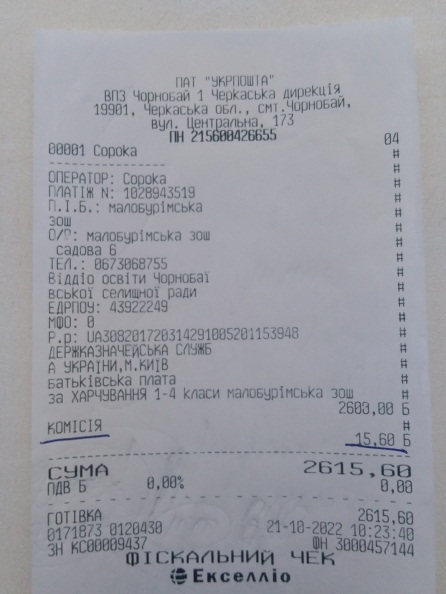 ПАТ "УКРПОШТА"
ВПЗ Чорнобай 1 Черкаська дирекція
19901, Черкаська обл., смт.Чорнобай,
вул. Центральна, 173
ПН 215600426655
00001 Сорока 04
#
ОПЕРАТОР: Сорока #
ПЛАТІЖ N: 1028943519 #
П.І.Б.: малобурімська #
зош #
О/Р: малобурімська зош #
садова 6 #
ТЕЛ.: 0673068755 #
Відділ освіти Чорнобаї #
вської селищної ради #
ЕДРПОУ: 43922249 #
МФО: 0 #
Р.р: UA308201720314291005201153948 #
ДЕРЖКАЗНАЧЕЙСЬКА СЛУЖБ #
А УКРАЇНИ,М.КИЇВ #
батьківська плата #
за ХАРЧУВАННЯ 1-4 класи малобурімська зош #
2600,00 Б
КОМІСІЯ #
15,60 Б
СУМА 2615,60
ПДВ Б 0,00% 0,00
ГОТІВКА 2615,60
0171873 0120430 21-10-2022 10:23:40
ЗН КС00009437 ФН 3000457144
ФІСКАЛЬНИЙ ЧЕК
Екселліо